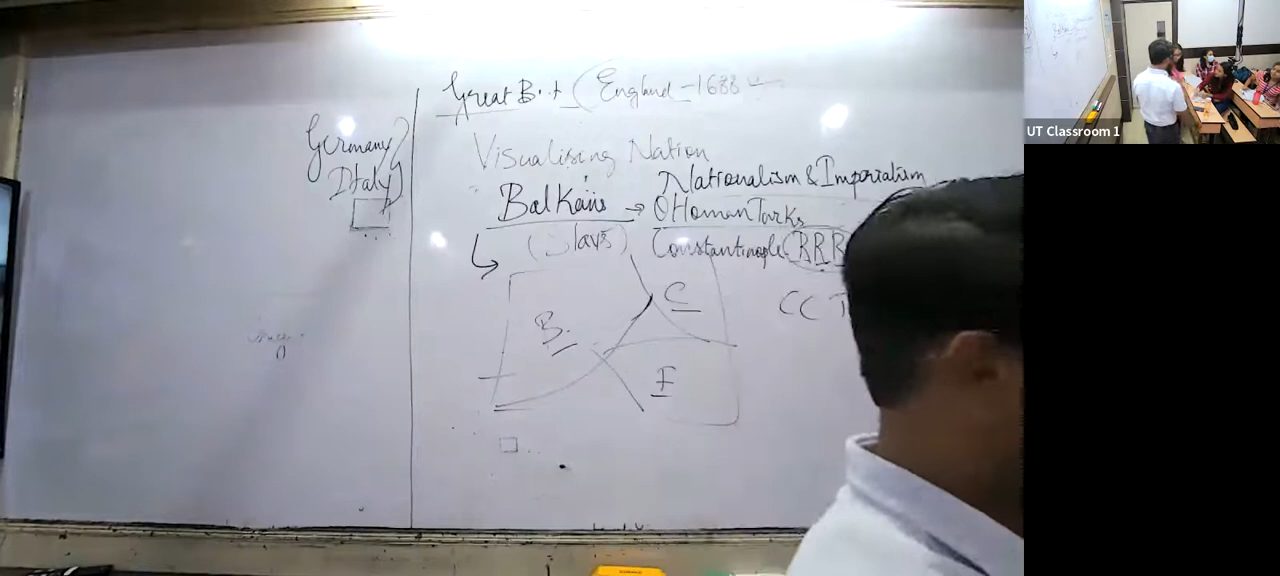 Germany
Italy
Great Brit (England - 1688
Visualising Nation
Nationalism & Imperialism
Balkans → Ottoman Turks
(Slavs) Constantinople (RRR
C
B.
F
CC T
UT Classroom 1